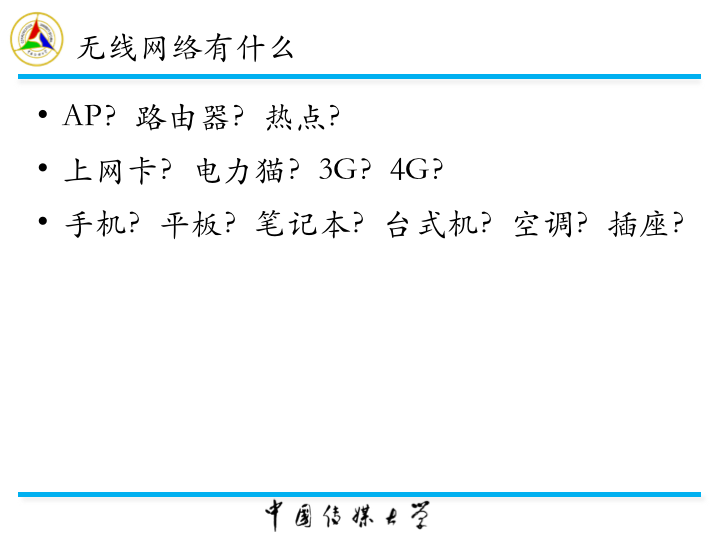 无线网络有什么
• AP？路由器？热点？
• 上网卡？电力猫？3G？4G？
• 手机？平板？笔记本？台式机？空调？插座？
中国传媒大学